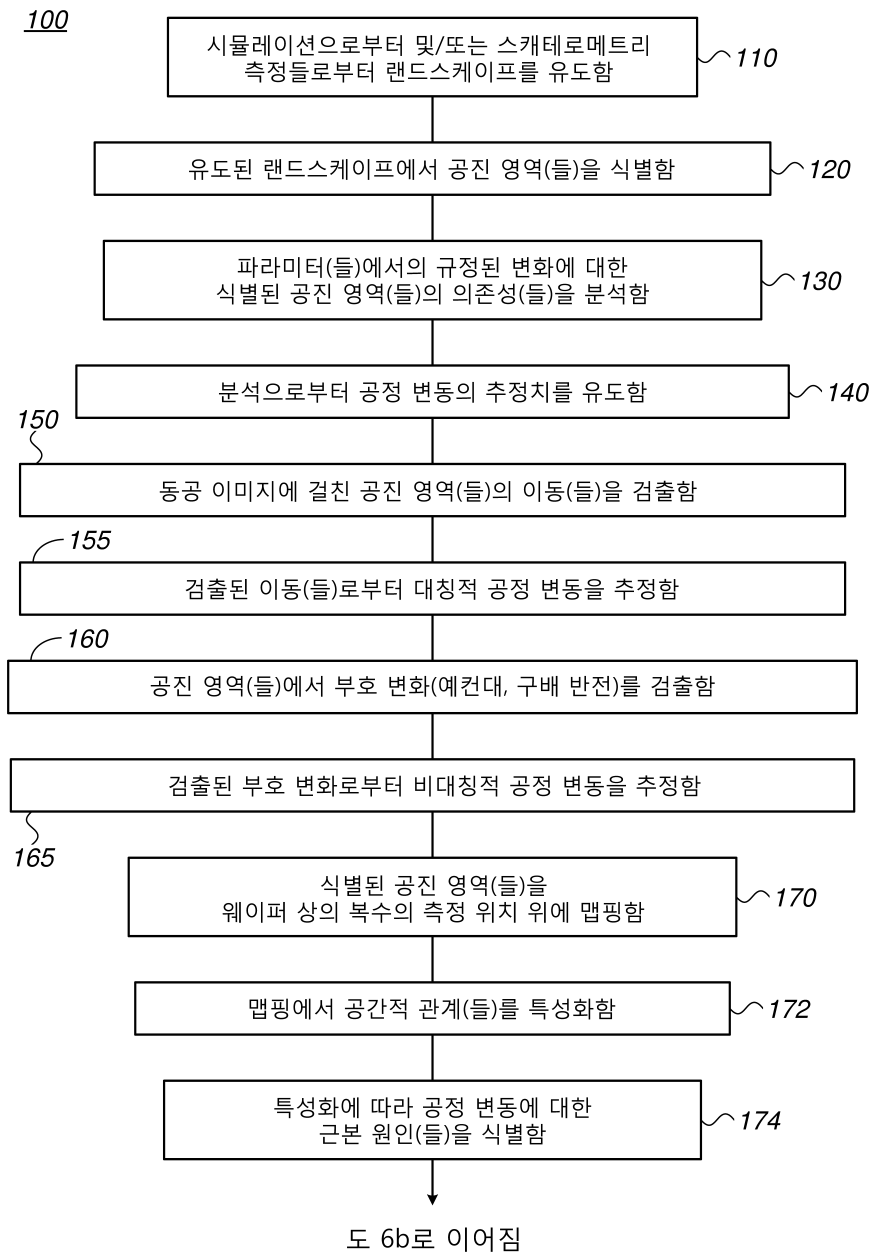 100
시뮬레이션으로부터 및/또는 스캐테로메트리
측정들로부터 랜드스케이프를 유도함
110
유도된 랜드스케이프에서 공진 영역(들)을 식별함
120
파라미터(들)에서의 규정된 변화에 대한
식별된 공진 영역(들)의 의존성(들)을 분석함
130
분석으로부터 공정 변동의 추정치를 유도함
140
150
동공 이미지에 걸친 공진 영역(들)의 이동(들)을 검출함
155
검출된 이동(들)로부터 대칭적 공정 변동을 추정함
160
공진 영역(들)에서 부호 변화(예컨대, 구배 반전)를 검출함
검출된 부호 변화로부터 비대칭적 공정 변동을 추정함
165
식별된 공진 영역(들)을
웨이퍼 상의 복수의 측정 위치 위에 맵핑함
170
맵핑에서 공간적 관계(들)를 특성화함
172
특성화에 따라 공정 변동에 대한
근본 원인(들)을 식별함
174
도 6b로 이어짐